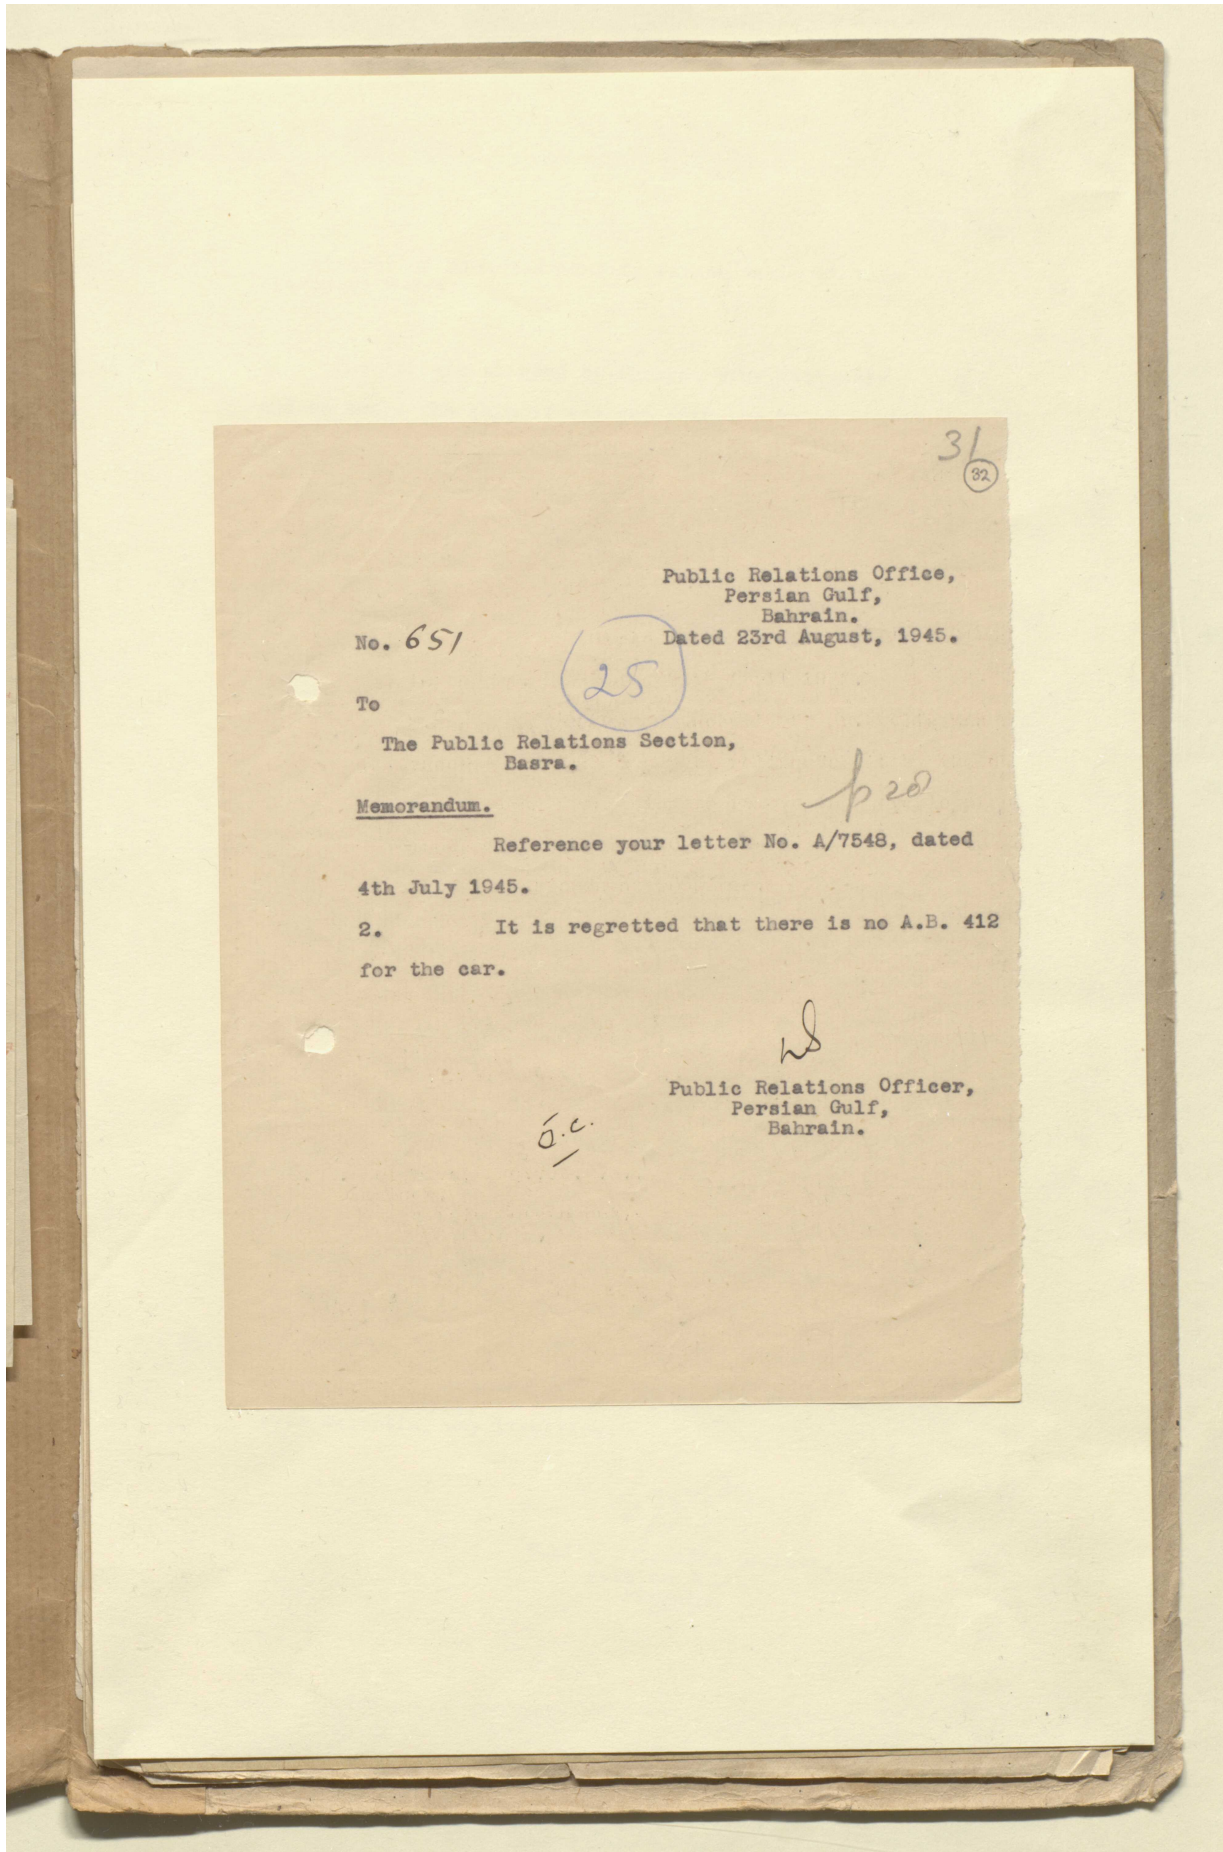 31
32
Public Relations Office,
Persian Gulf,
Bahrain.
No. 651
Dated 23rd August, 1945.
25
To
The Public Relations Section,
Basra.
p 28
Memorandum.
Reference your letter No. A/7548, dated
4th July 1945.
2. It is regretted that there is no A.B. 412
for the car.
Public Relations Officer,
Persian Gulf,
Bahrain.